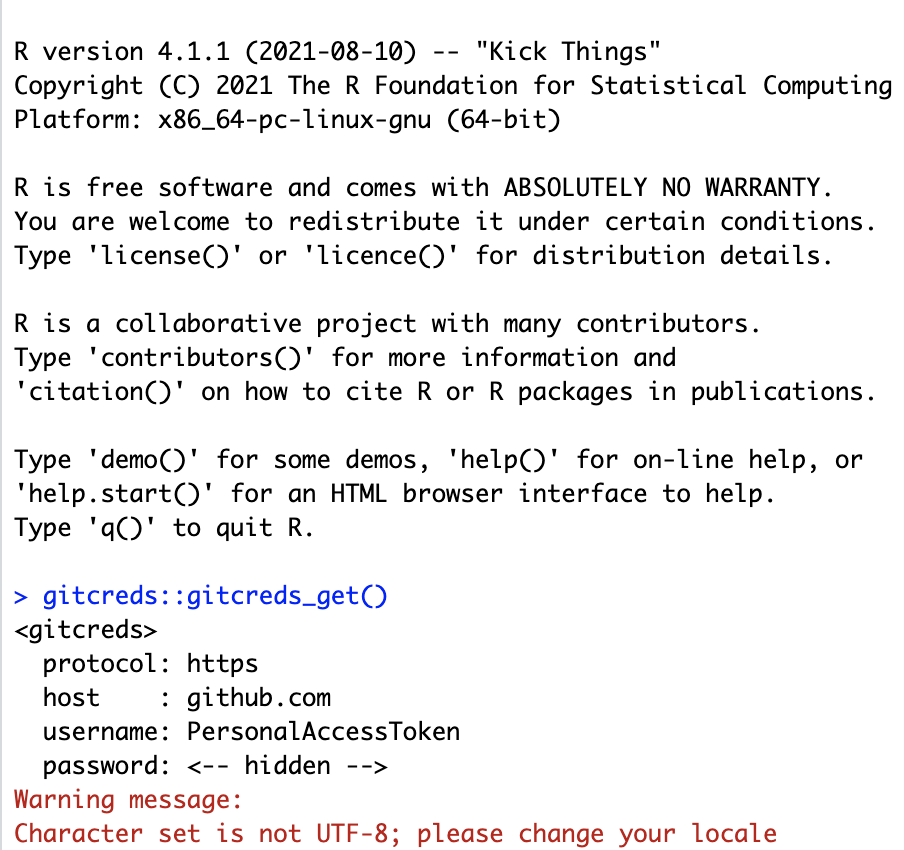 R version 4.1.1 (2021-08-10) -- "Kick Things"
Copyright (C) 2021 The R Foundation for Statistical Computing
Platform: x86_64-pc-linux-gnu (64-bit)

R is free software and comes with ABSOLUTELY NO WARRANTY.
You are welcome to redistribute it under certain conditions.
Type 'license()' or 'licence()' for distribution details.

R is a collaborative project with many contributors.
Type 'contributors()' for more information and
'citation()' on how to cite R or R packages in publications.

Type 'demo()' for some demos, 'help()' for on-line help, or
'help.start()' for an HTML browser interface to help.
Type 'q()' to quit R.

> gitcreds::gitcreds_get()
<gitcreds>
  protocol: https
  host    : github.com
  username: PersonalAccessToken
  password: <-- hidden -->
Warning message:
Character set is not UTF-8; please change your locale